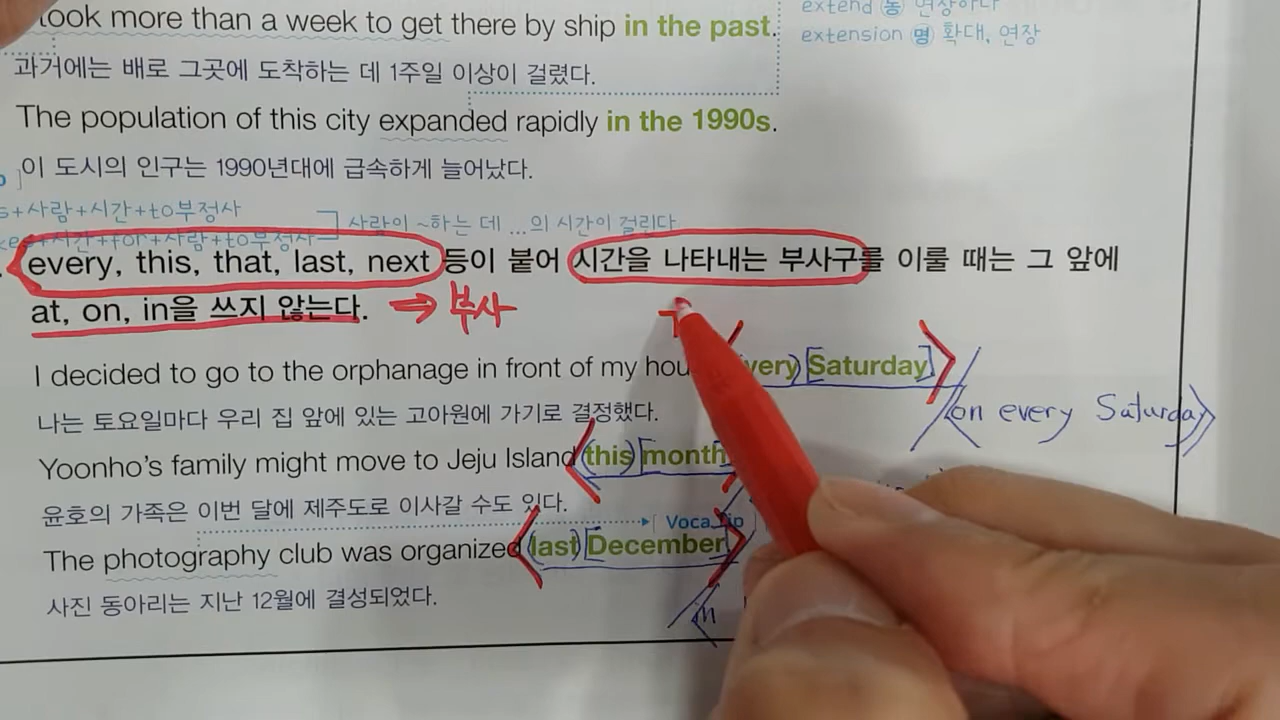 took more than a week to get there by ship in the past.
extend 동 연장하다
extension 명 확대, 연장
과거에는 배로 그곳에 도착하는 데 1주일 이상이 걸렸다.
The population of this city expanded rapidly in the 1990s.
이 도시의 인구는 1990년대에 급속하게 늘어났다.
+사람+시간+to부정사
+시간+for+사람+to부정사
사람이 ~하는 데 ...의 시간이 걸린다
every, this, that, last, next 등이 붙어 시간을 나타내는 부사구를 이룰 때는 그 앞에
at, on, in을 쓰지 않는다. → 부사
I decided to go to the orphanage in front of my hou very) [Saturday]
on every Saturday
나는 토요일마다 우리 집 앞에 있는 고아원에 가기로 결정했다.
Yoonho's family might move to Jeju Island (this) [month
윤호의 가족은 이번 달에 제주도로 이사갈 수도 있다.
Voca
The photography club was organized (last) [December]
사진 동아리는 지난 12월에 결성되었다.
in